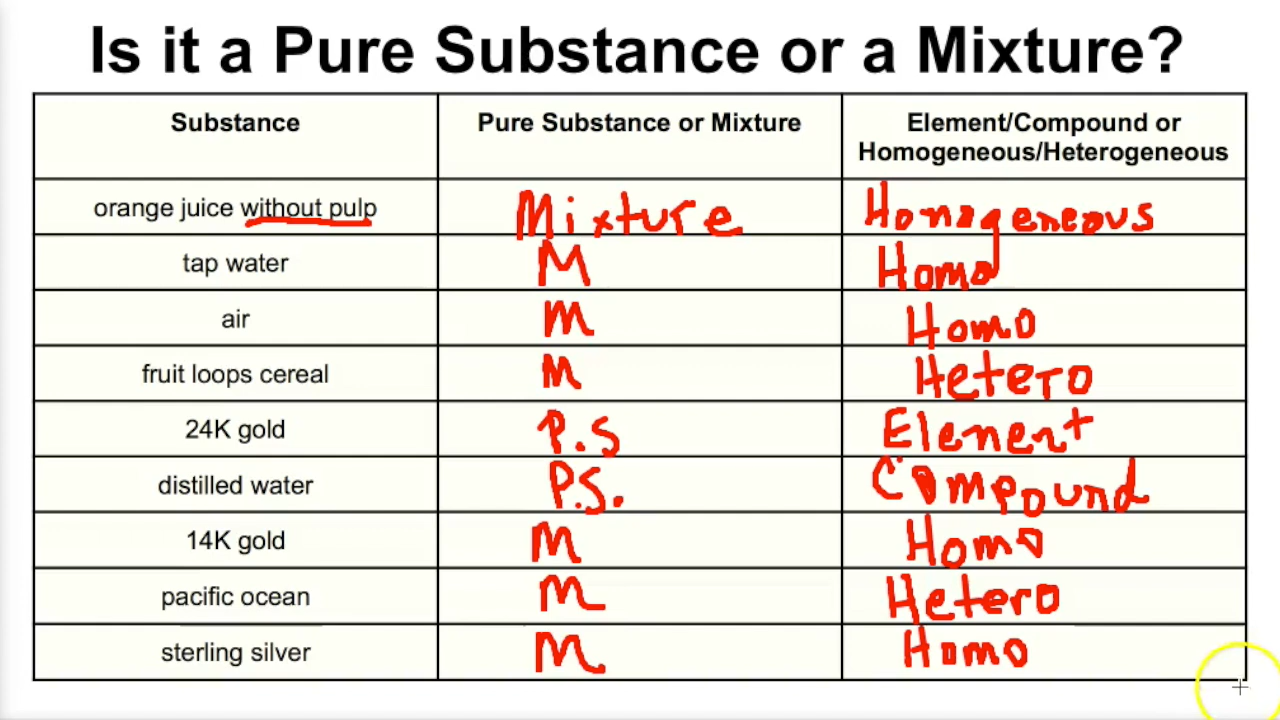 Is it a Pure Substance or a Mixture?
Substance Pure Substance or Mixture Element/Compound or
Homogeneous/Heterogeneous
orange juice without pulp Mixture Homogeneous
tap water M Homo
air M Homo
fruit loops cereal M Hetero
24K gold P.S Element
distilled water P.S. Compound
14K gold M Homo
pacific ocean M Hetero
sterling silver M Homo